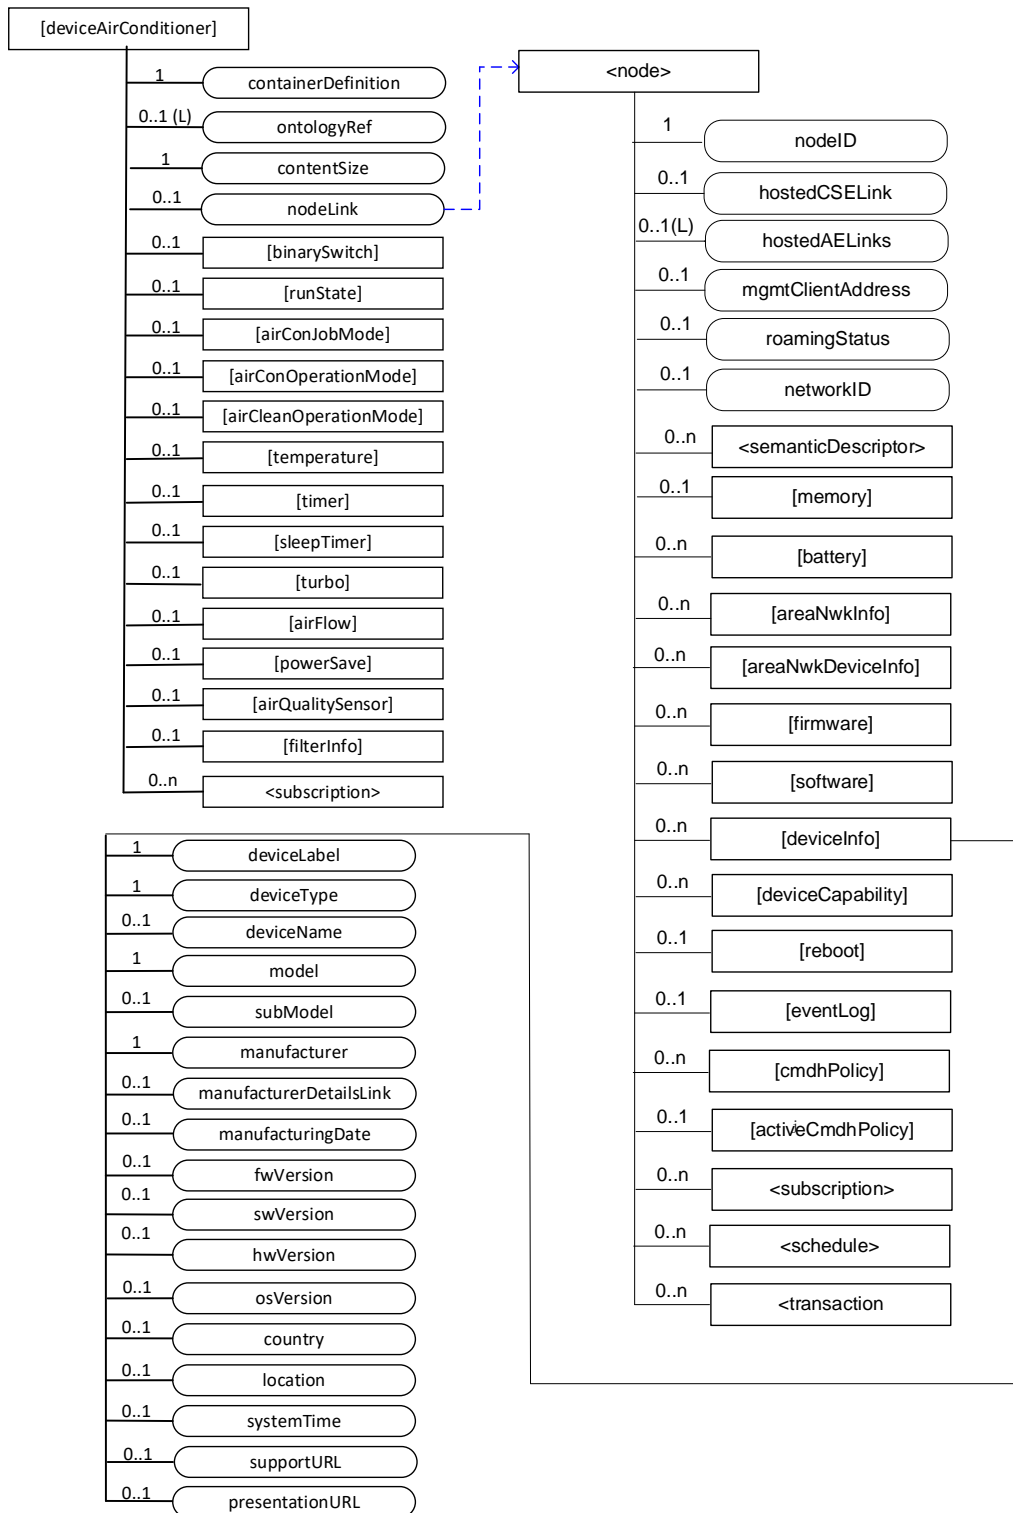 [deviceAirConditioner]
1
containerDefinition
0..1 (L)
ontologyRef
1
contentSize
0..1
nodeLink
0..1
[binarySwitch]
0..1
[runState]
0..1
[airConJobMode]
0..1
[airConOperationMode]
0..1
[airCleanOperationMode]
0..1
[temperature]
0..1
[timer]
0..1
[sleepTimer]
0..1
[turbo]
0..1
[airFlow]
0..1
[powerSave]
0..1
[airQualitySensor]
0..1
[filterInfo]
0..n
<subscription>
<node>
1
nodeID
0..1
hostedCSELink
0..1(L)
hostedAELinks
0..1
mgmtClientAddress
0..1
roamingStatus
0..1
networkID
0..n
<semanticDescriptor>
0..1
[memory]
0..n
[battery]
0..n
[areaNwkInfo]
0..n
[areaNwkDeviceInfo]
0..n
[firmware]
0..n
[software]
0..n
[deviceInfo]
0..n
[deviceCapability]
0..1
[reboot]
0..1
[eventLog]
0..n
[cmdhPolicy]
0..1
[activeCmdhPolicy]
0..n
<subscription>
0..n
<schedule>
0..n
<transaction
1
deviceLabel
1
deviceType
0..1
deviceName
1
model
0..1
subModel
1
manufacturer
0..1
manufacturerDetailsLink
0..1
manufacturingDate
0..1
fwVersion
0..1
swVersion
0..1
hwVersion
0..1
osVersion
0..1
country
0..1
location
0..1
systemTime
0..1
supportURL
0..1
presentationURL